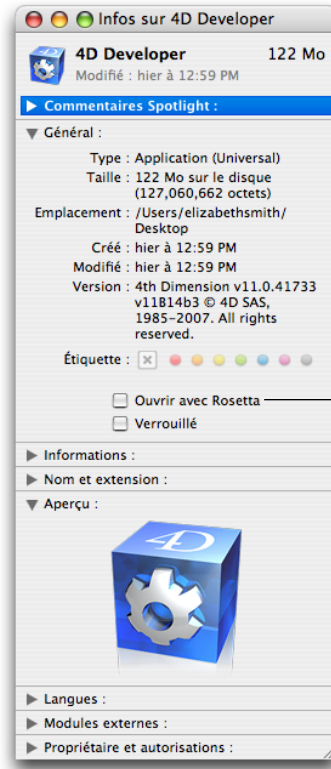 Infos sur 4D Developer
4D Developer 122 Mo
Modifié : hier à 12:59 PM
Commentaires Spotlight :
Général :
Type : Application (Universal)
Taille : 122 Mo sur le disque
(127,060,662 octets)
Emplacement : /Users/elizabethsmith/
Desktop
Créé : hier à 12:59 PM
Modifié : hier à 12:59 PM
Version : 4th Dimension v11.0.41733
v11B14b3 © 4D SAS,
1985-2007. All rights
reserved.
Étiquette :
Ouvrir avec Rosetta
Verrouillé
Informations :
Nom et extension :
Aperçu :
4D
Langues :
Modules externes :
Propriétaire et autorisations :